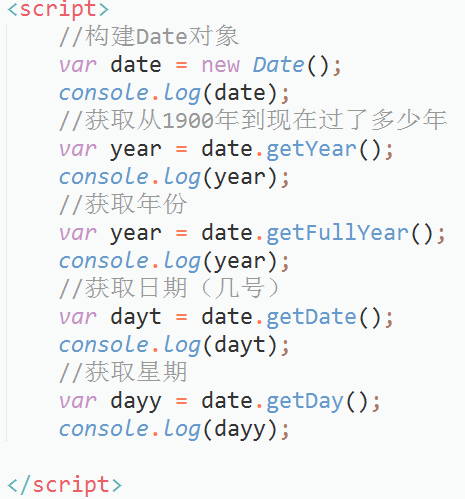 <script>
//构建Date对象
var date = new Date();
console.log(date);
//获取从1900年到现在过了多少年
var year = date.getYear();
console.log(year);
//获取年份
var year = date.getFullYear();
console.log(year);
//获取日期（几号）
var dayt = date.getDate();
console.log(dayt);
//获取星期
var dayy = date.getDay();
console.log(dayy);
</script>